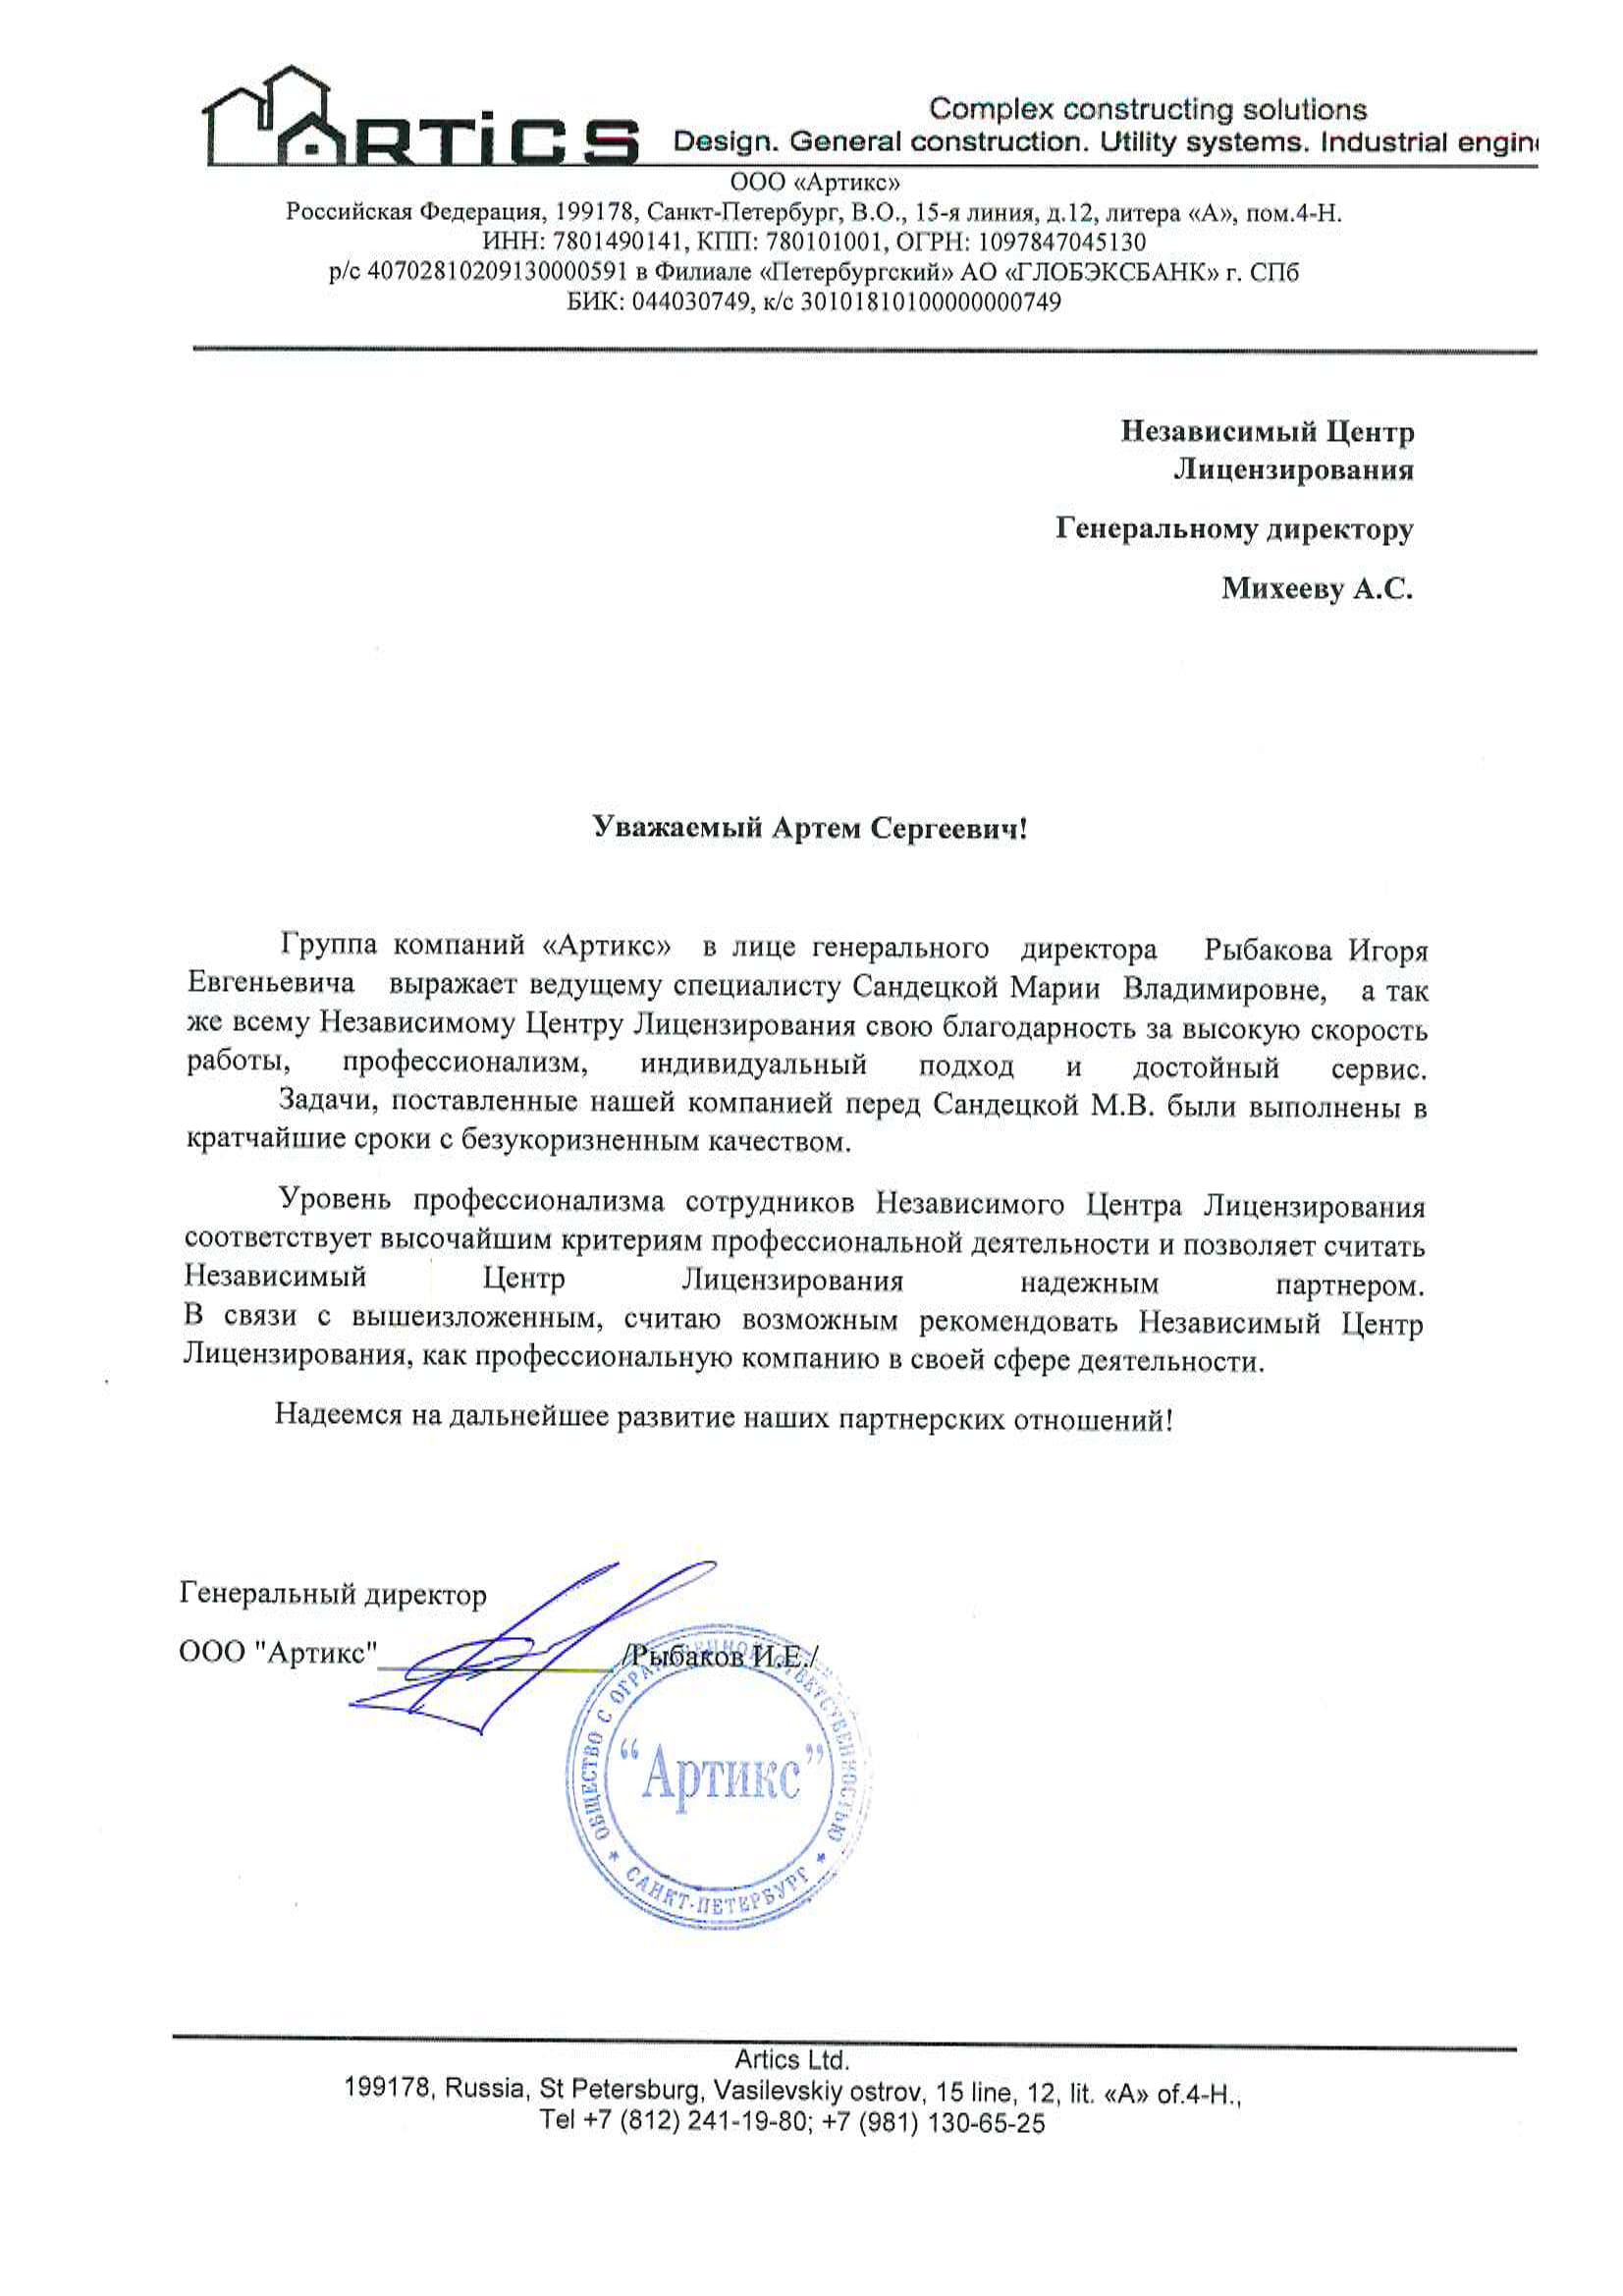 ARTiCS
Complex constructing solutions
Design. General construction. Utility systems. Industrial engin
ООО «Артикс»
Российская Федерация, 199178, Санкт-Петербург, В.О., 15-я линия, д.12, литера «А», пом.4-Н.
ИНН: 7801490141, КПП: 780101001, ОГРН: 1097847045130
р/с 40702810209130000591 в Филиале «Петербургский» АО «ГЛОБЭКСБАНК» г. СПб
БИК: 044030749, к/с 30101810100000000749
Независимый Центр
Лицензирования
Генеральному директору
Михееву А.С.
Уважаемый Артем Сергеевич!
Группа компаний «Артикс» в лице генерального директора Рыбакова Игоря
Евгеньевича выражает ведущему специалисту Сандецкой Марии Владимировне, а так
же всему Независимому Центру Лицензирования свою благодарность за высокую скорость
работы, профессионализм, индивидуальный подход и достойный сервис.
Задачи, поставленные нашей компанией перед Сандецкой М.В. были выполнены в
кратчайшие сроки с безукоризненным качеством.
Уровень профессионализма сотрудников Независимого Центра Лицензирования
соответствует высочайшим критериям профессиональной деятельности и позволяет считать
Независимый Центр Лицензирования надежным партнером.
В связи с вышеизложенным, считаю возможным рекомендовать Независимый Центр
Лицензирования, как профессиональную компанию в своей сфере деятельности.
Надеемся на дальнейшее развитие наших партнерских отношений!
Генеральный директор
ООО "Артикс" /Рыбаков И.Е./
ОБЩЕСТВО С ОГРАНИЧЕННОЙ ОТВЕТСТВЕННОСТЬЮ
“Артикс”
* САНКТ-ПЕТЕРБУРГ *
Artics Ltd.
199178, Russia, St Petersburg, Vasilevskiy ostrov, 15 line, 12, lit. «A» of.4-H.,
Tel +7 (812) 241-19-80; +7 (981) 130-65-25